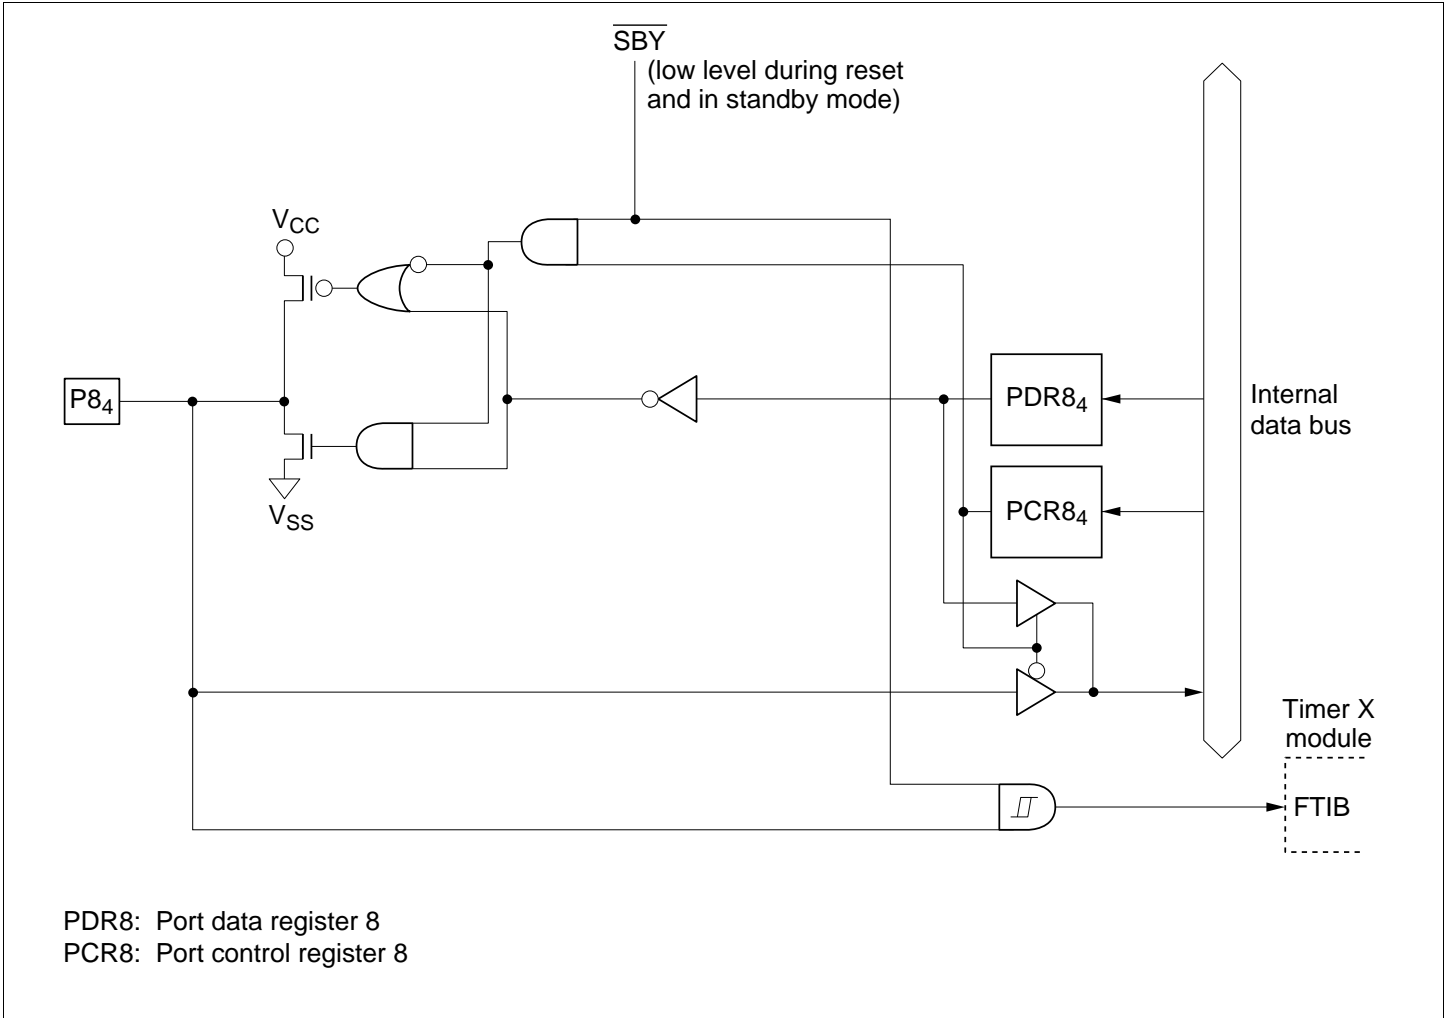 SBY
(low level during reset
and in standby mode)
VCC
P84
VSS
PDR84
PCR84
Internal
data bus
Timer X
module
FTIB
PDR8: Port data register 8
PCR8: Port control register 8